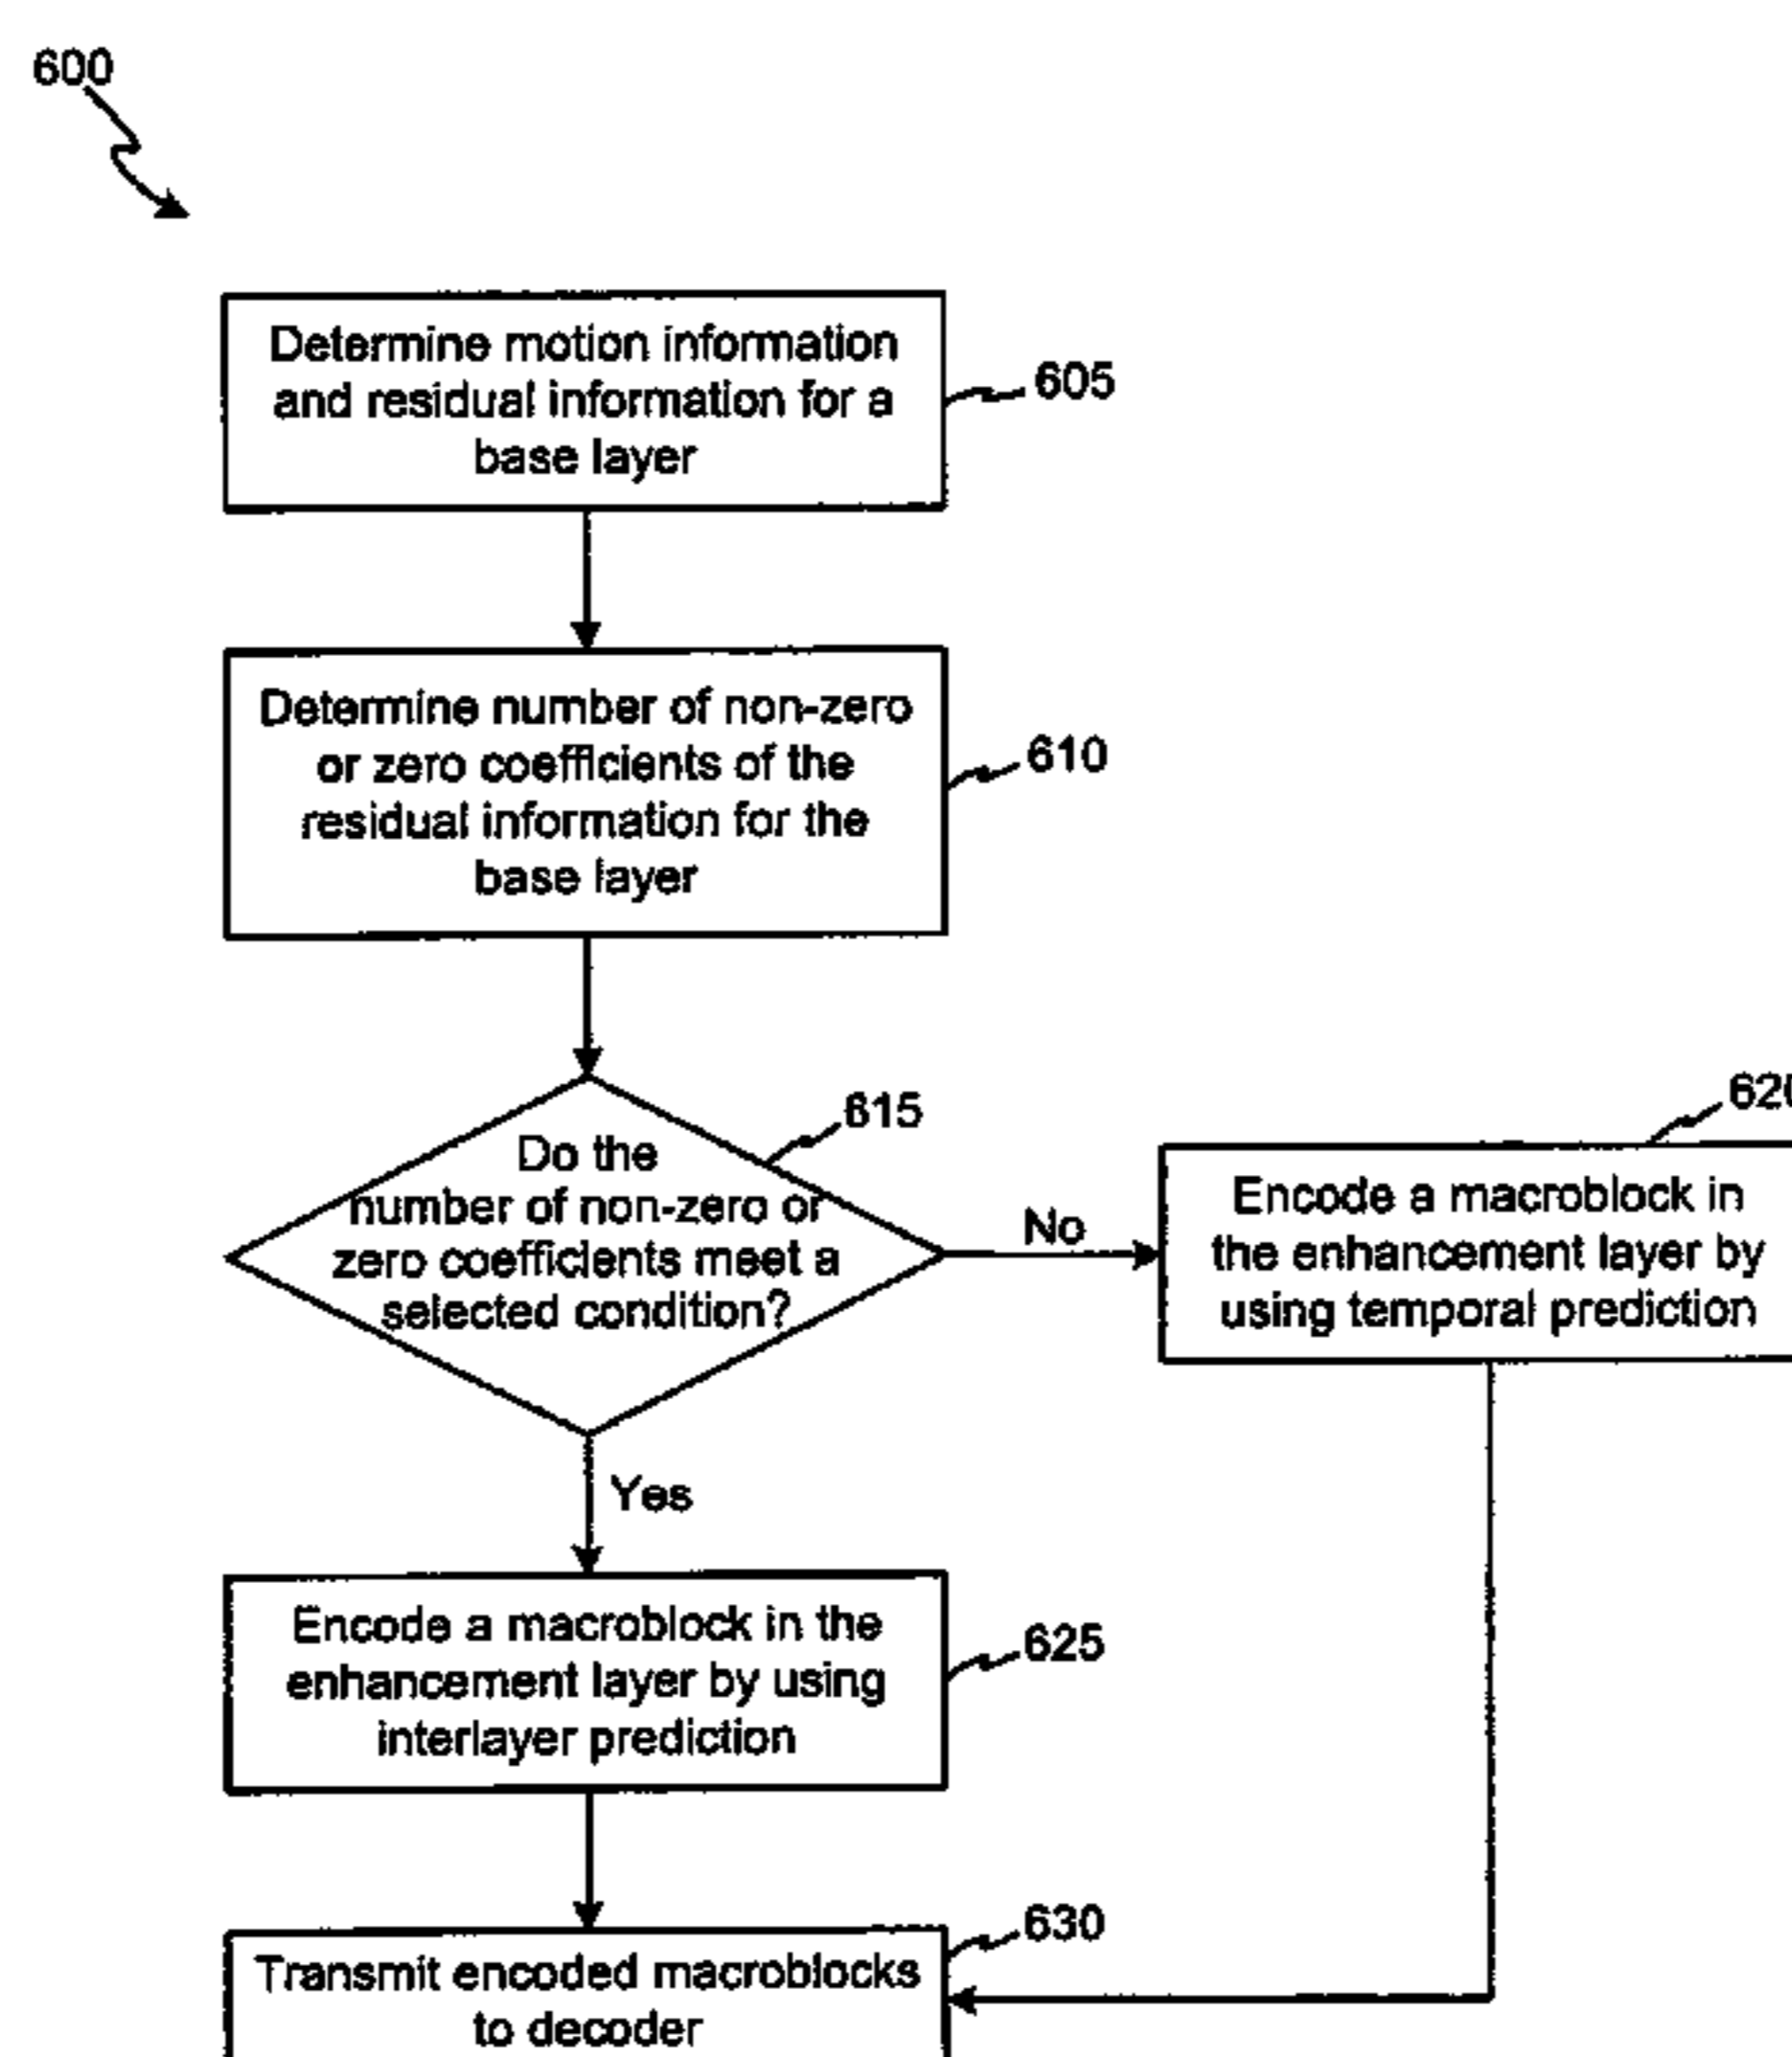 600
Determine motion information
and residual information for a
base layer
605
Determine number of non-zero
or zero coefficients of the
residual information for the
base layer
610
615
Do the
number of non-zero or
zero coefficients meet a
selected condition?
No
620
Encode a macroblock in
the enhancement layer by
using temporal prediction
Yes
Encode a macroblock in the
enhancement layer by using
interlayer prediction
625
630
Transmit encoded macroblocks
to decoder